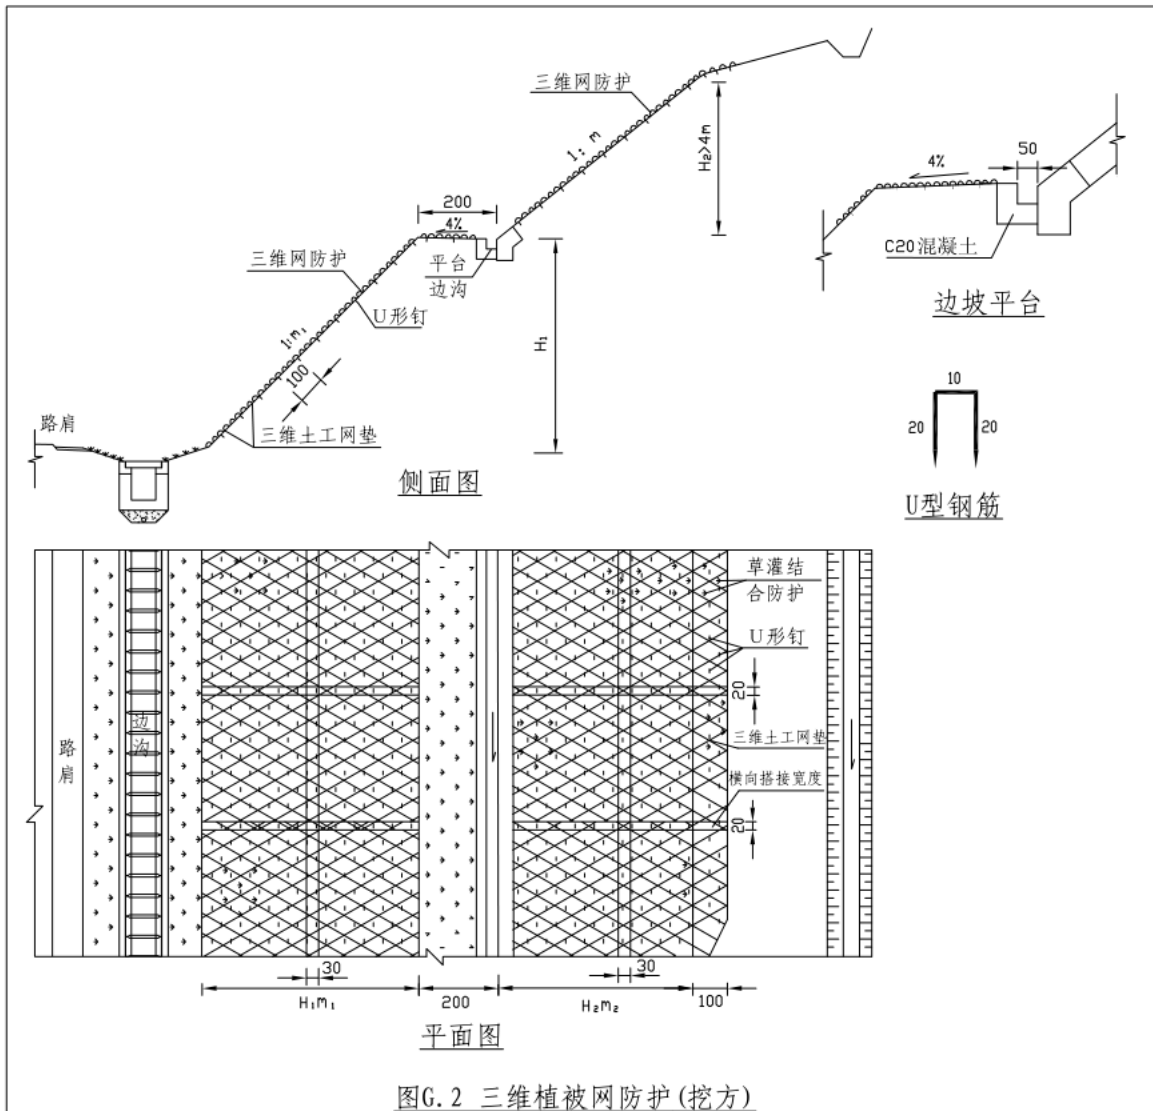 三维网防护
1: m
H₂>4m
200
4%
三维网防护
平台
边沟
U形钉
1:m₁
100
H₁
路肩
三维土工网垫
侧面图
50
4%
C20混凝土
边坡平台
10
20
20
U型钢筋
草灌结
合防护
U形钉
20
边沟
路肩
三维土工网垫
横向搭接宽度
20
30
30
H₁m₁
200
H₂m₂
100
平面图
图G.2 三维植被网防护(挖方)